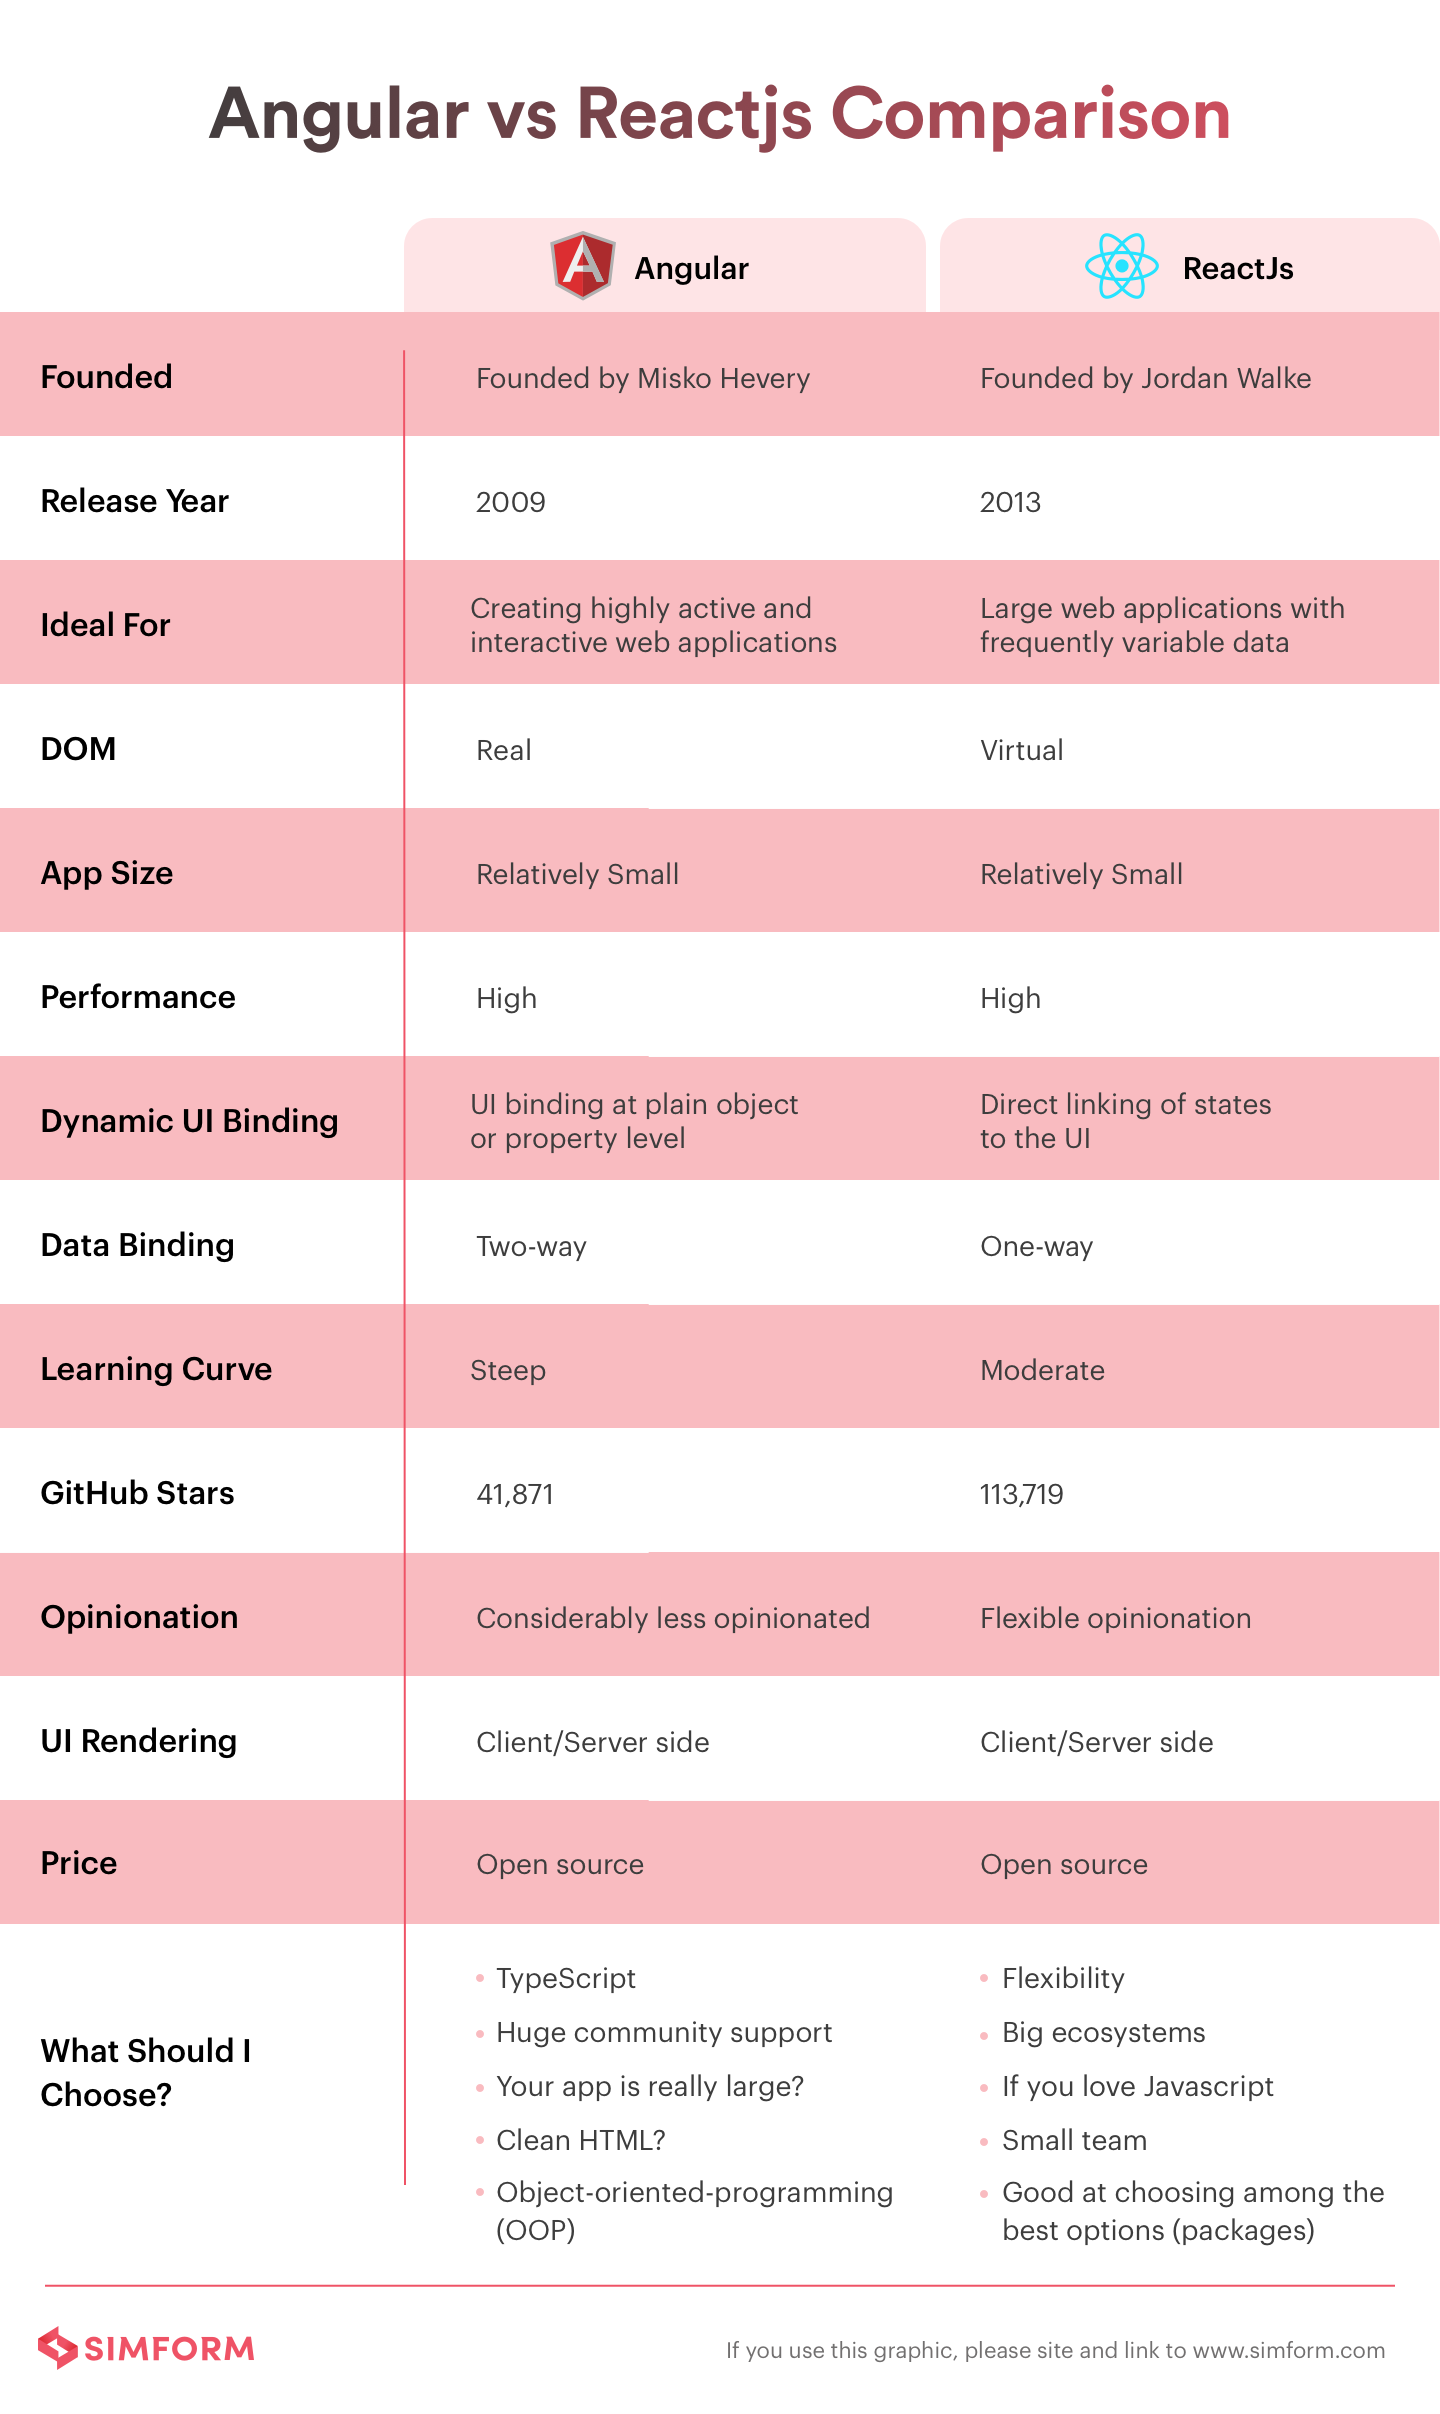 Angular vs Reactjs Comparison
Angular
ReactJs
Founded
Founded by Misko Hevery
Founded by Jordan Walke
Release Year
2009
2013
Ideal For
Creating highly active and
interactive web applications
Large web applications with
frequently variable data
DOM
Real
Virtual
App Size
Relatively Small
Relatively Small
Performance
High
High
Dynamic UI Binding
UI binding at plain object
or property level
Direct linking of states
to the UI
Data Binding
Two-way
One-way
Learning Curve
Steep
Moderate
GitHub Stars
41,871
113,719
Opinionation
Considerably less opinionated
Flexible opinionation
UI Rendering
Client/Server side
Client/Server side
Price
Open source
Open source
What Should I
Choose?
• TypeScript
• Huge community support
• Your app is really large?
• Clean HTML?
• Object-oriented-programming
(OOP)
• Flexibility
• Big ecosystems
• If you love Javascript
• Small team
• Good at choosing among the
best options (packages)
SIMFORM
If you use this graphic, please site and link to www.simform.com